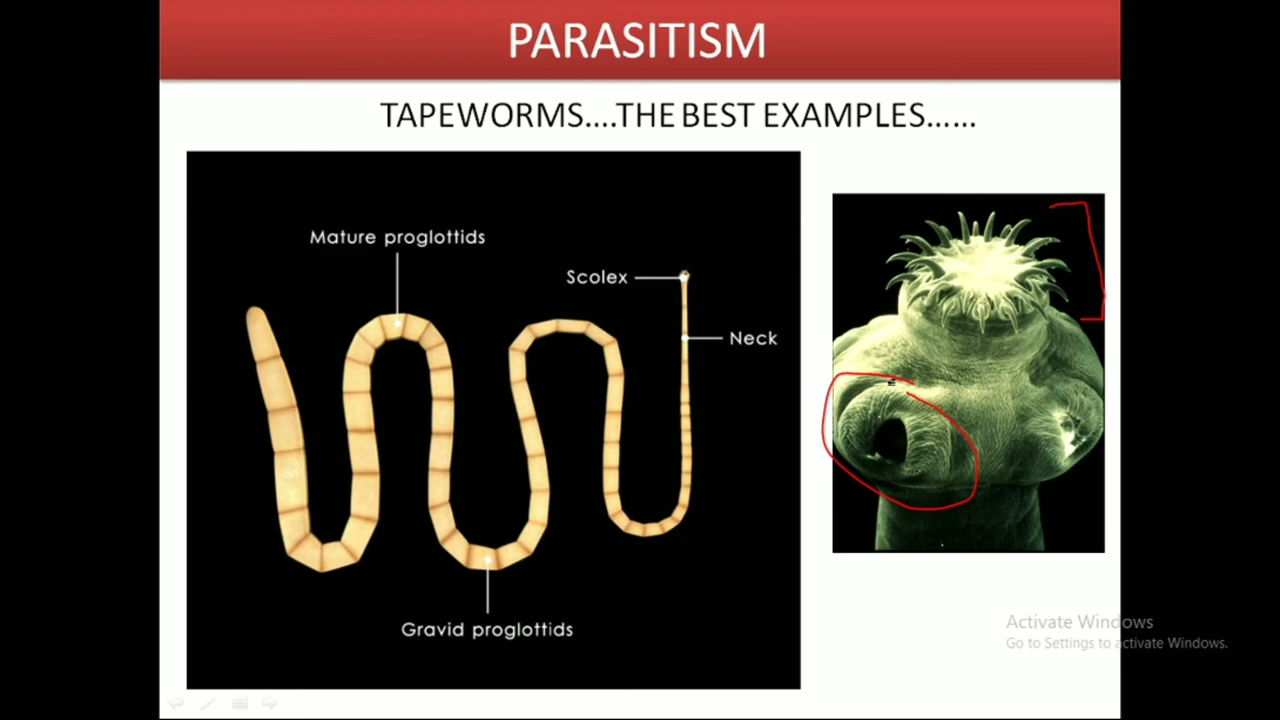 PARASITISM
TAPEWORMS....THE BEST EXAMPLES......
Mature proglottids
Scolex
Neck
Gravid proglottids
Activate Windows
Go to Settings to activate Windows.